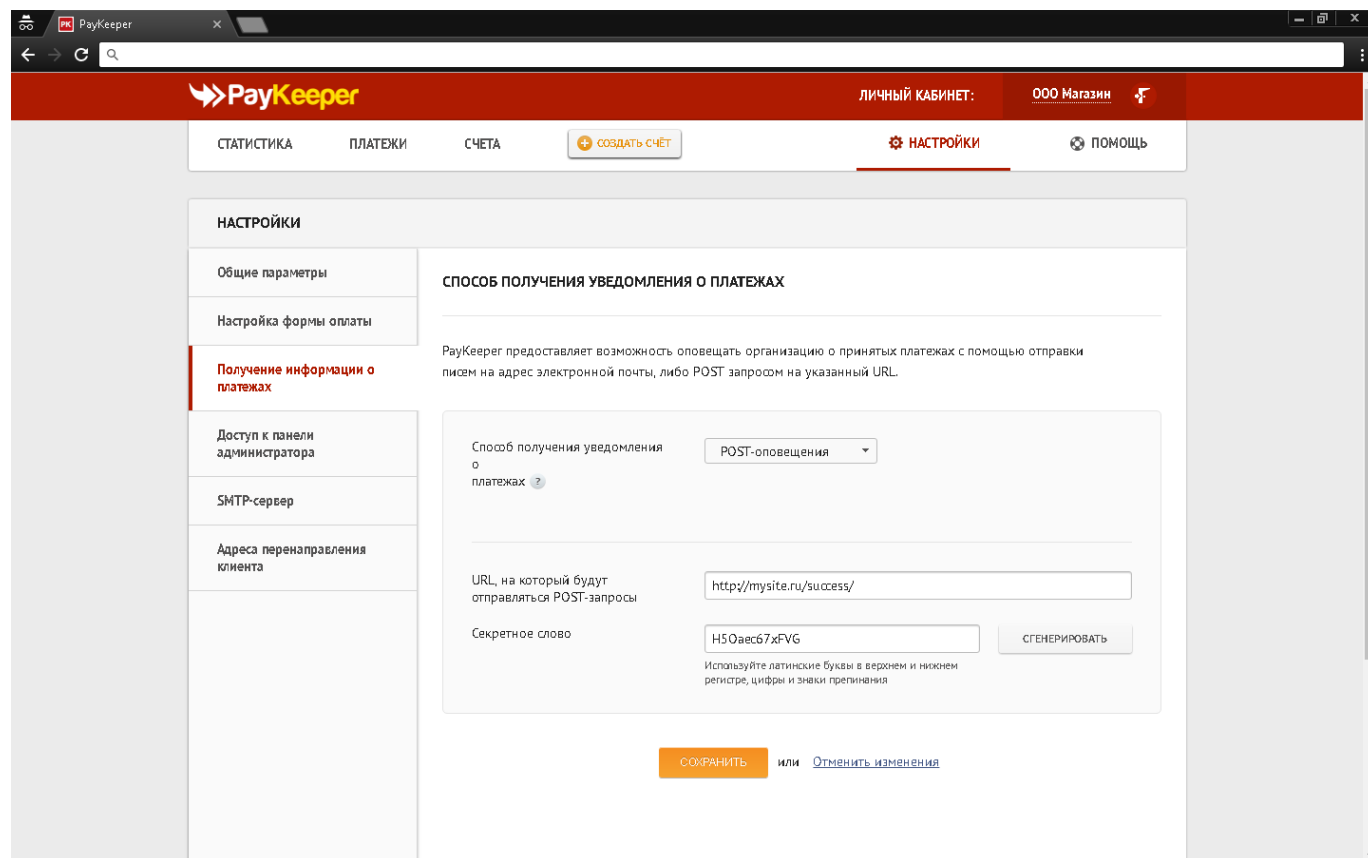 PK PayKeeper
PayKeeper
ЛИЧНЫЙ КАБИНЕТ:
ООО Магазин
СТАТИСТИКА
ПЛАТЕЖИ
СЧЕТА
СОЗДАТЬ СЧЁТ
НАСТРОЙКИ
ПОМОЩЬ
НАСТРОЙКИ
Общие параметры
Настройка формы оплаты
Получение информации о
платежах
Доступ к панели
администратора
SMTP-сервер
Адреса перенаправления
клиента
СПОСОБ ПОЛУЧЕНИЯ УВЕДОМЛЕНИЯ О ПЛАТЕЖАХ
PayKeeper предоставляет возможность оповещать организацию о принятых платежах с помощью отправки
писем на адрес электронной почты, либо POST запросом на указанный URL.
Способ получения уведомления
о
платежах ?
POST-оповещения
URL, на который будут
отправляться POST-запросы
http://mysite.ru/success/
Секретное слово
H5Oaec67xFVG
СГЕНЕРИРОВАТЬ
Используйте латинские буквы в верхнем и нижнем
регистре, цифры и знаки препинания
СОХРАНИТЬ
или
Отменить изменения